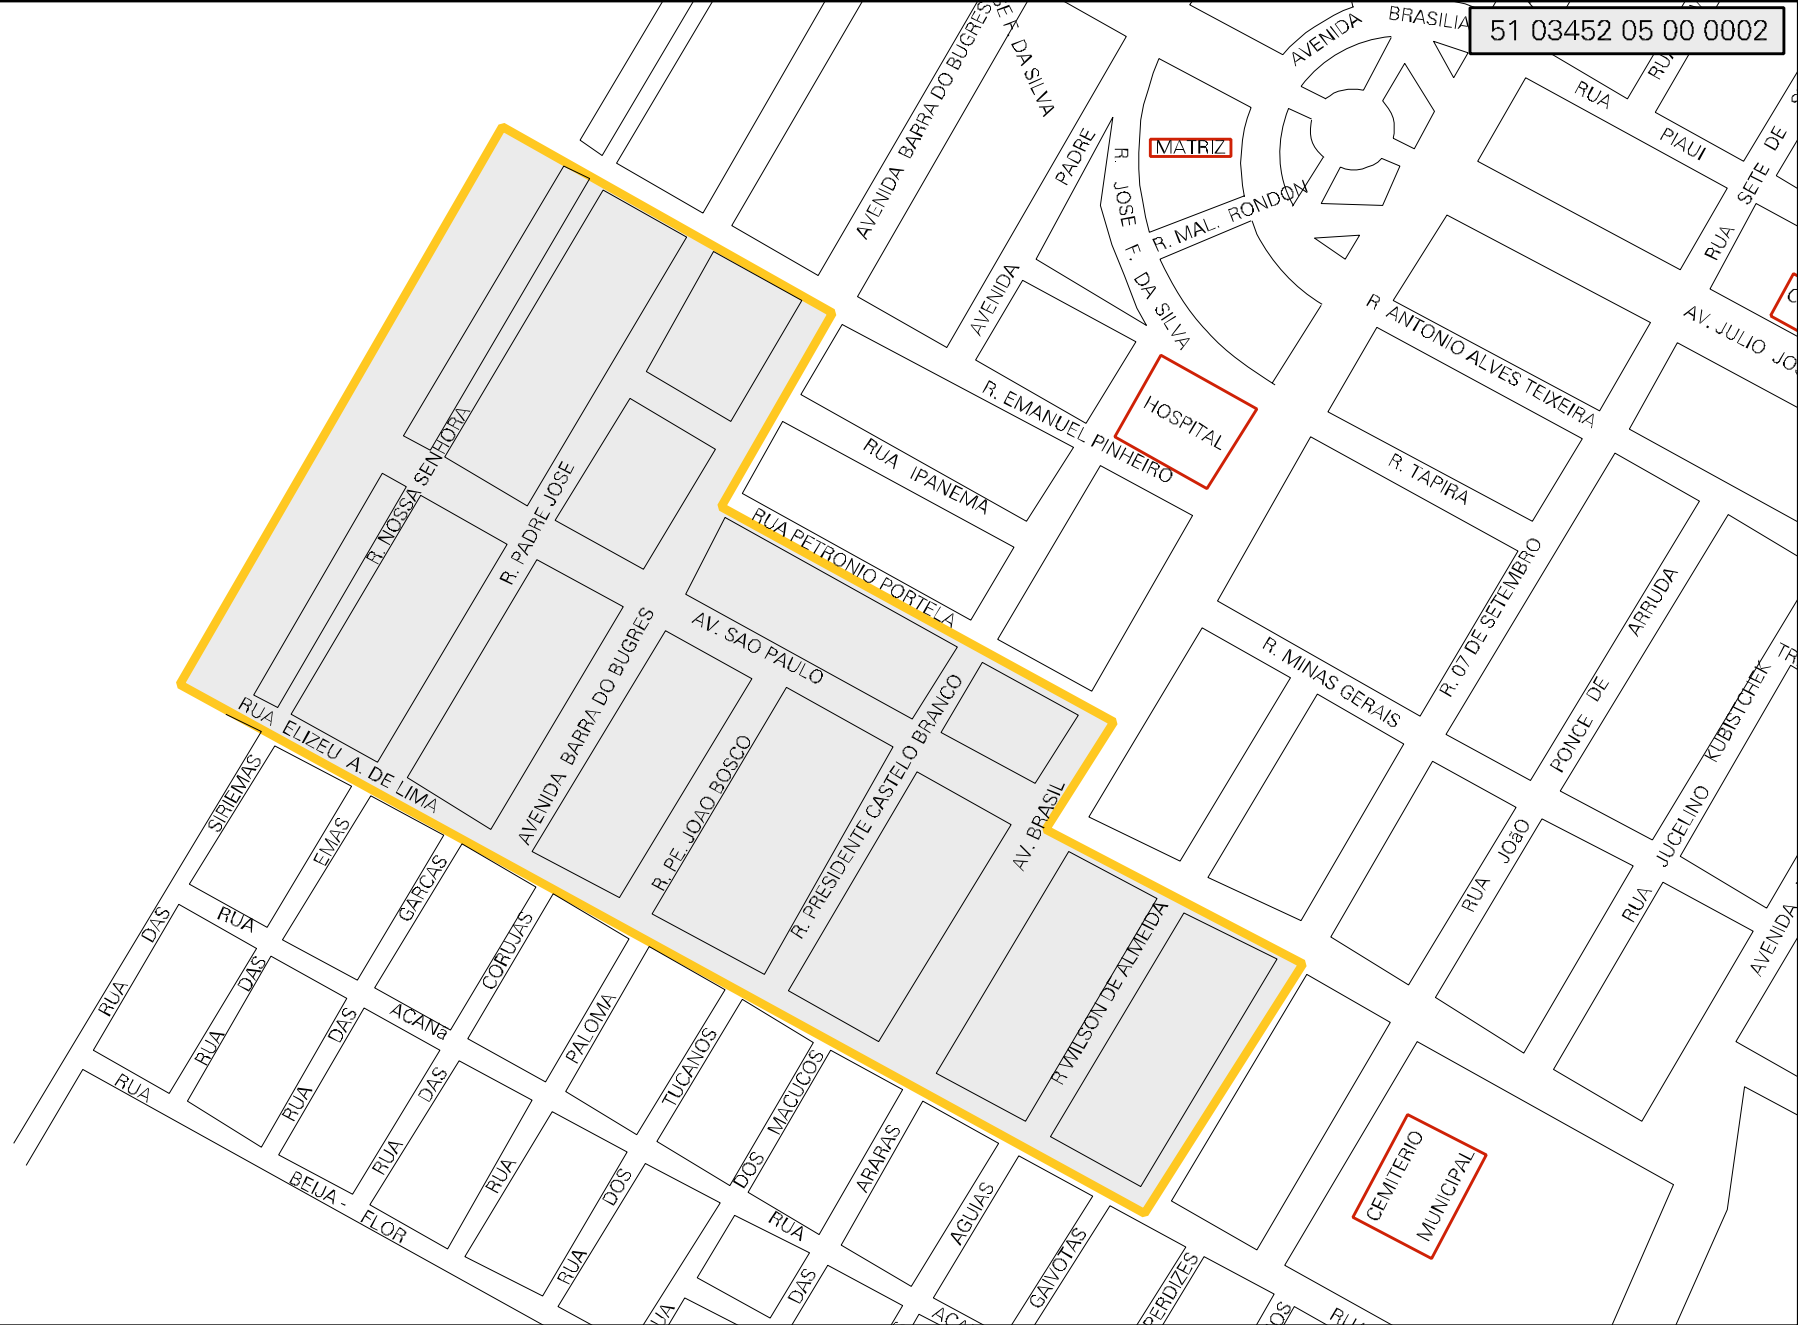 51 03452 05 00 0002
AVENIDA
BRASILIA
AVENIDA BARRA DO BUGRES
DA SILVA
RUA
PIAUI
MATRIZ
PADRE
AVENIDA
R. JOSE F. DA SILVA
R. MAL. RONDON
RUA SETE DE
R ANTONIO ALVES TEIXEIRA
AV. JULIO
R. EMANUEL PINHEIRO
HOSPITAL
RUA IPANEMA
R. TAPIRA
R. NOSSA SENHORA
R. PADRE JOSE
RUA PETRONIO PORTELA
AV. SAO PAULO
R. 07 DE SETEMBRO
PONCE DE ARRUDA
R. MINAS GERAIS
RUA JUCELINO KUBISTCHEK
RUA ELIZEU A. DE LIMA
AVENIDA BARRA DO BUGRES
R. PE. JOAO BOSCO
R. PRESIDENTE CASTELO BRANCO
AV. BRASIL
RUA JOãO
AVENIDA
R WILSON DE ALMEIDA
RUA DAS SIRIEMAS
RUA DAS EMAS
RUA DAS GARCAS
RUA DAS CORUJAS
RUA PALOMA
RUA DOS TUCANOS
DOS MACUCOS
DAS ARARAS
AGUIAS
GAIVOTAS
PERDIZES
RUA
ACANã
RUA
BEIJA - FLOR
RUA
CEMITERIO
MUNICIPAL